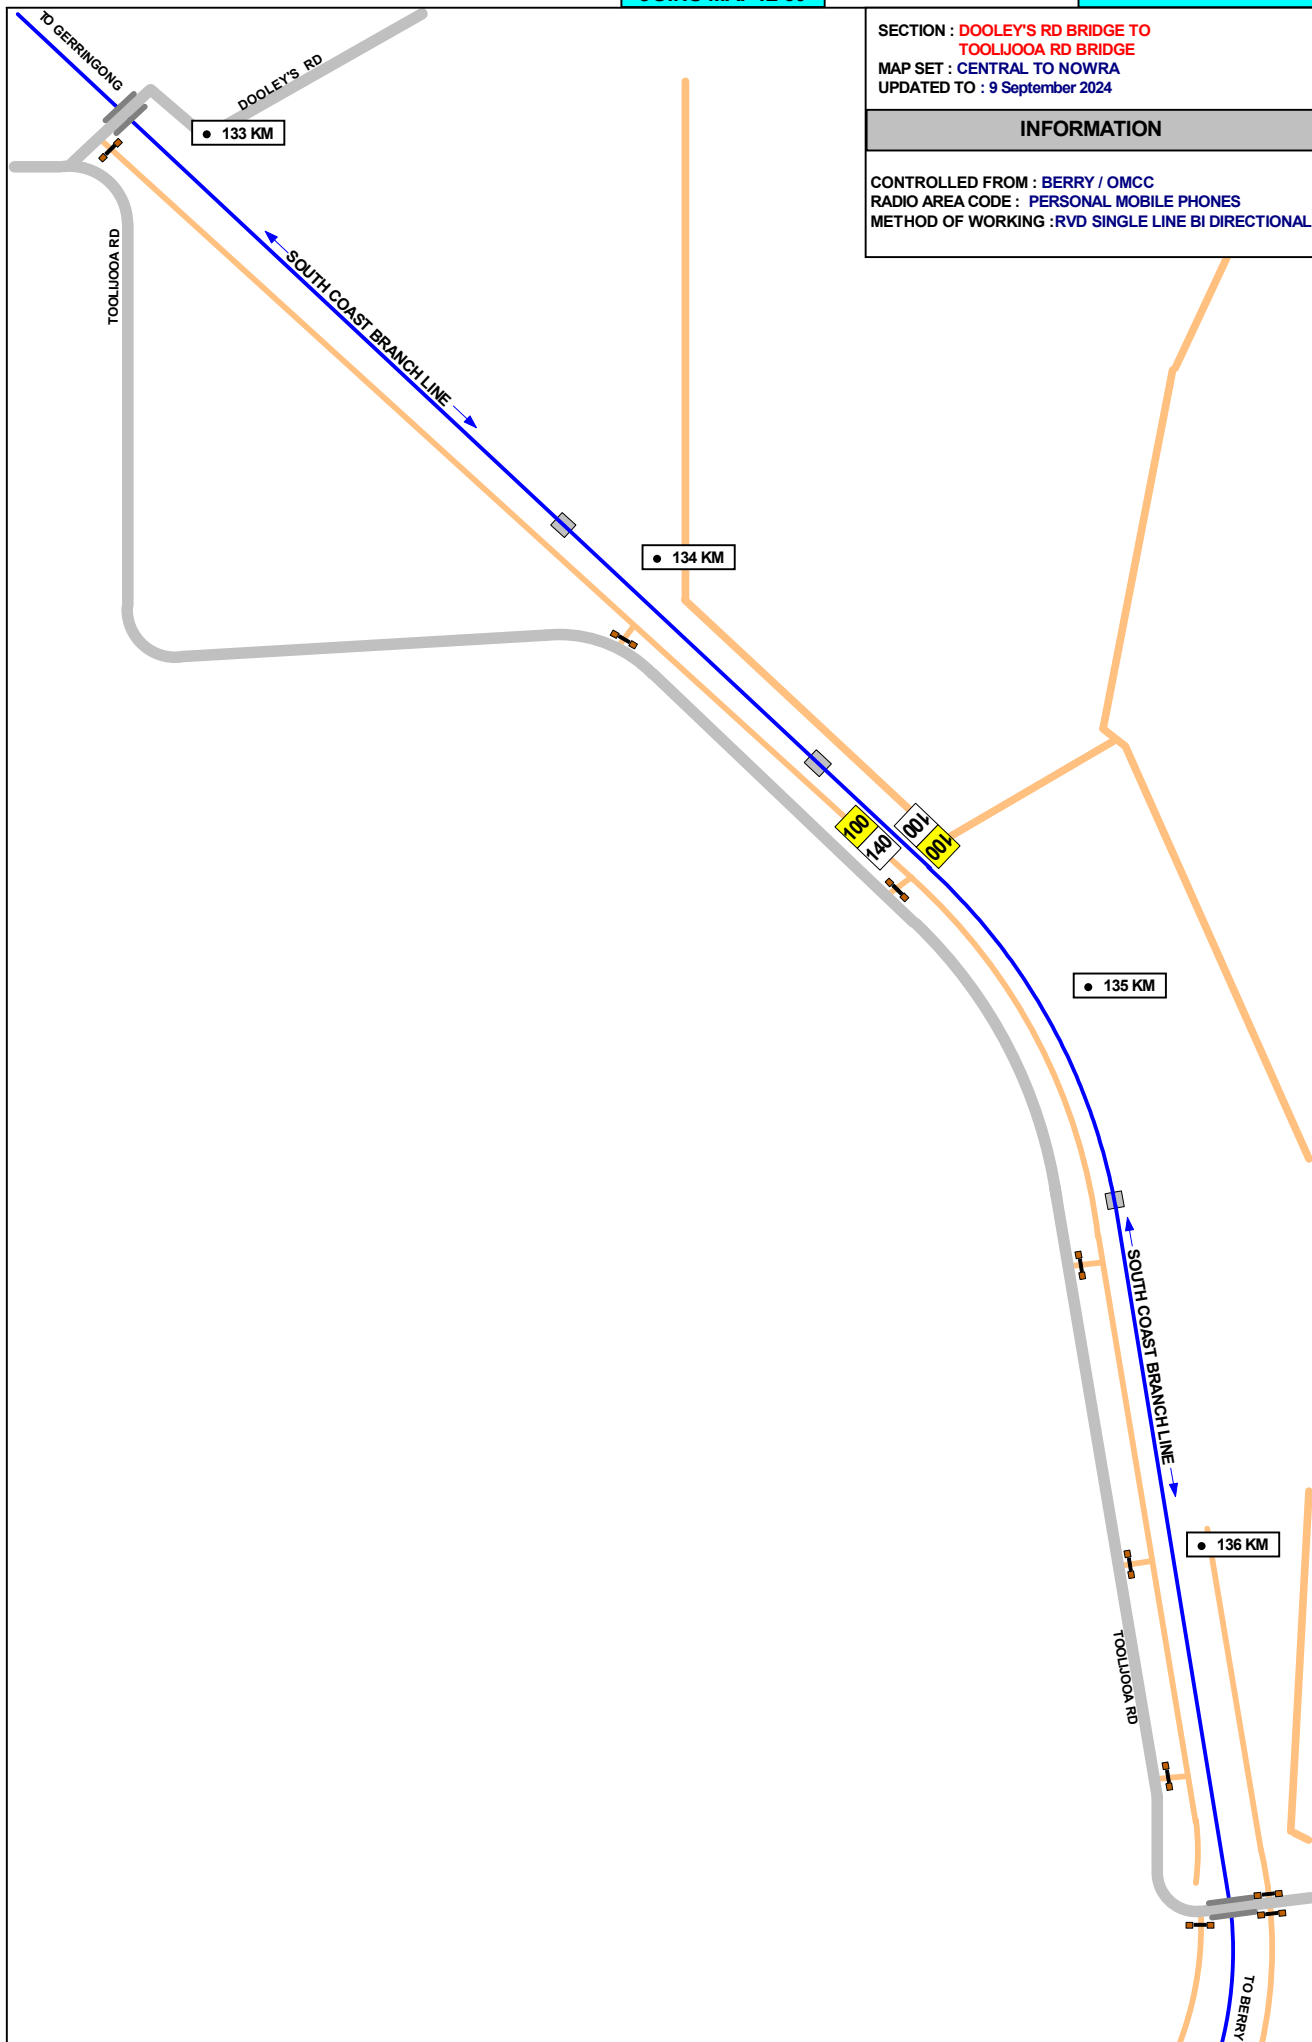 SECTION : DOOLEY'S RD BRIDGE TO
TOOLIJOOA RD BRIDGE
MAP SET : CENTRAL TO NOWRA
UPDATED TO : 9 September 2024
INFORMATION
CONTROLLED FROM : BERRY / OMCC
RADIO AREA CODE : PERSONAL MOBILE PHONES
METHOD OF WORKING :RVD SINGLE LINE BI DIRECTIONAL
TO GERRINGONG
DOOLEY'S RD
133 KM
TOOLIJOOA RD
SOUTH COAST BRANCH LINE
134 KM
100
140
100
100
135 KM
SOUTH COAST BRANCH LINE
136 KM
TOOLIJOOA RD
TO BERRY